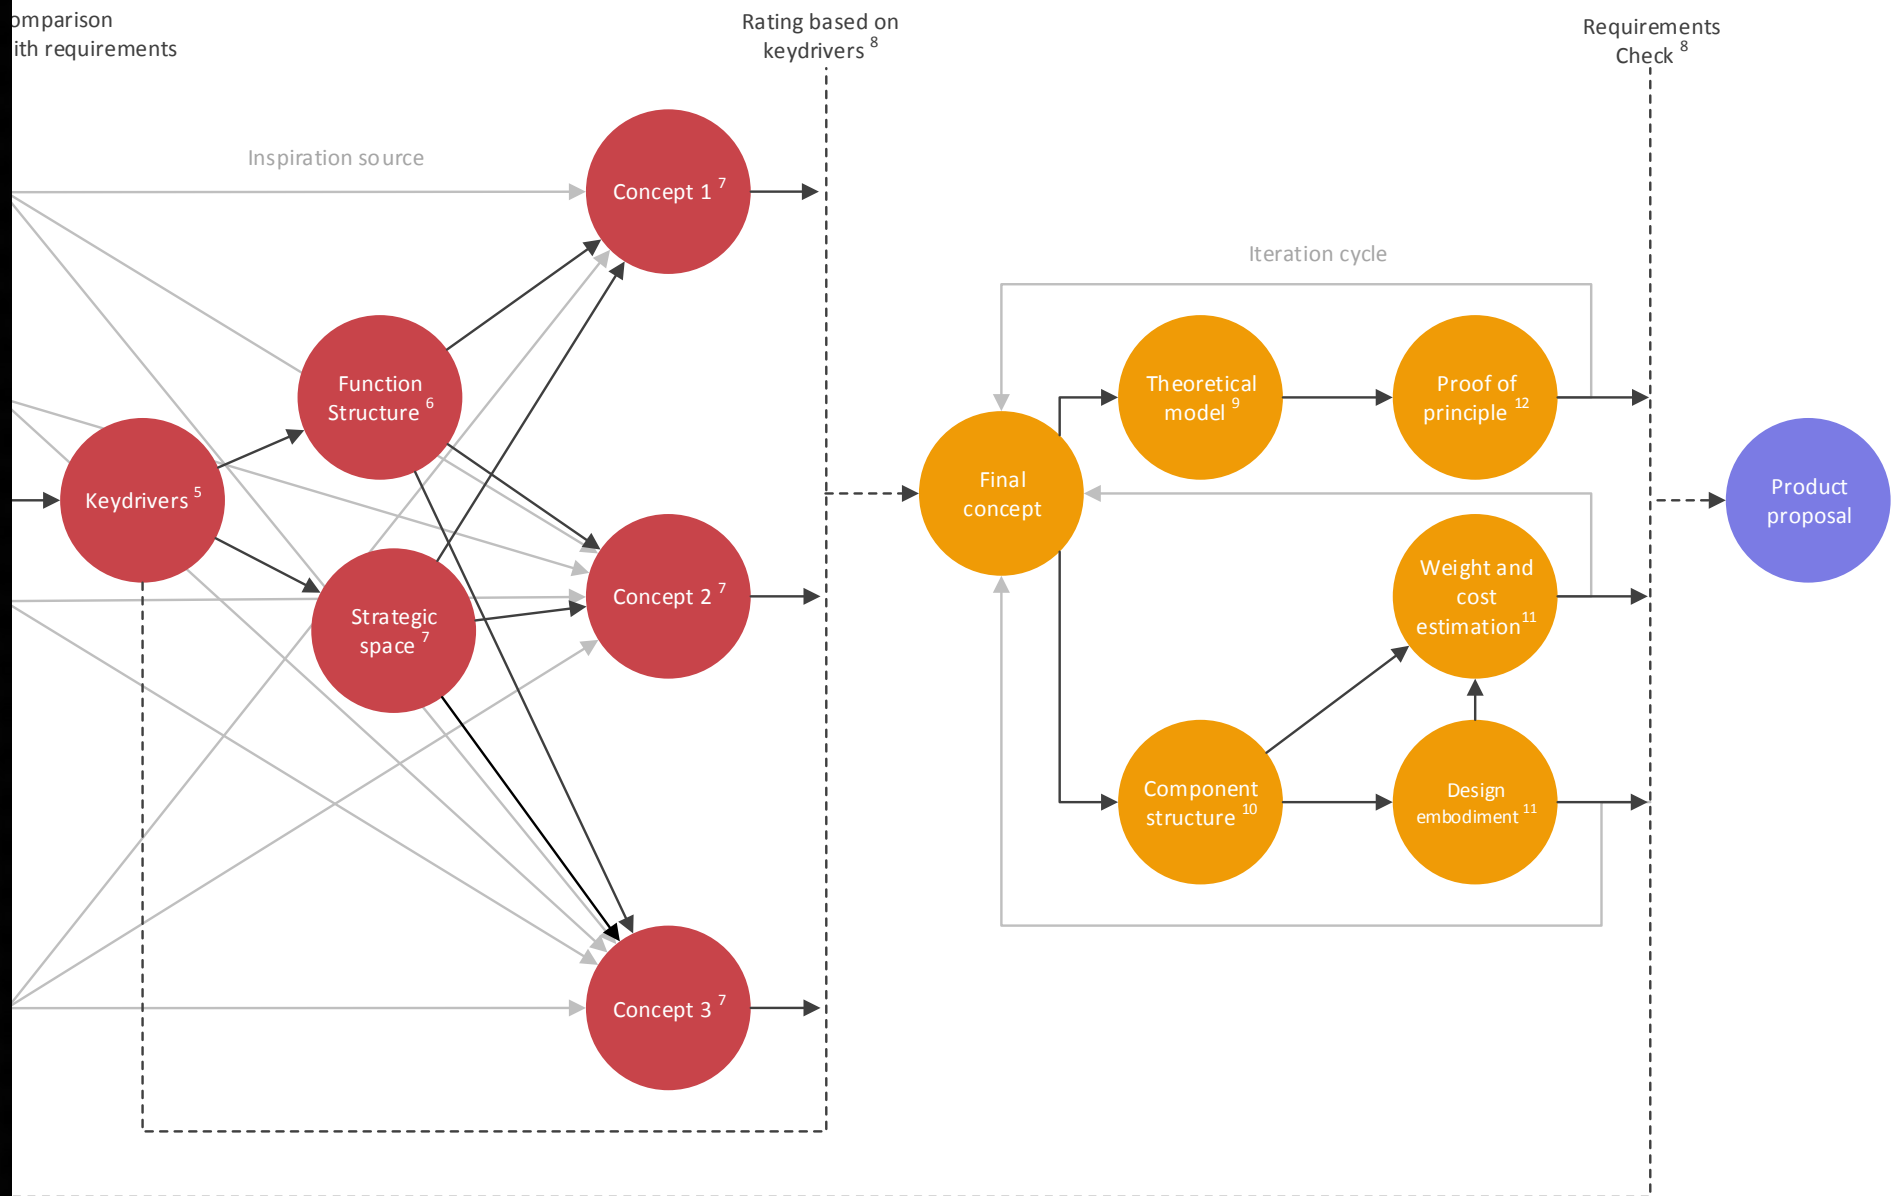 omparison
ith requirements
Rating based on
keydrivers 8
Requirements
Check 8
Inspiration source
Concept 1 7
Iteration cycle
Function
Structure 6
Theoretical
model 9
Proof of
principle 12
Keydrivers 5
Final
concept
Product
proposal
Strategic
space 7
Concept 2 7
Weight and
cost
estimation 11
Component
structure 10
Design
embodiment 11
Concept 3 7